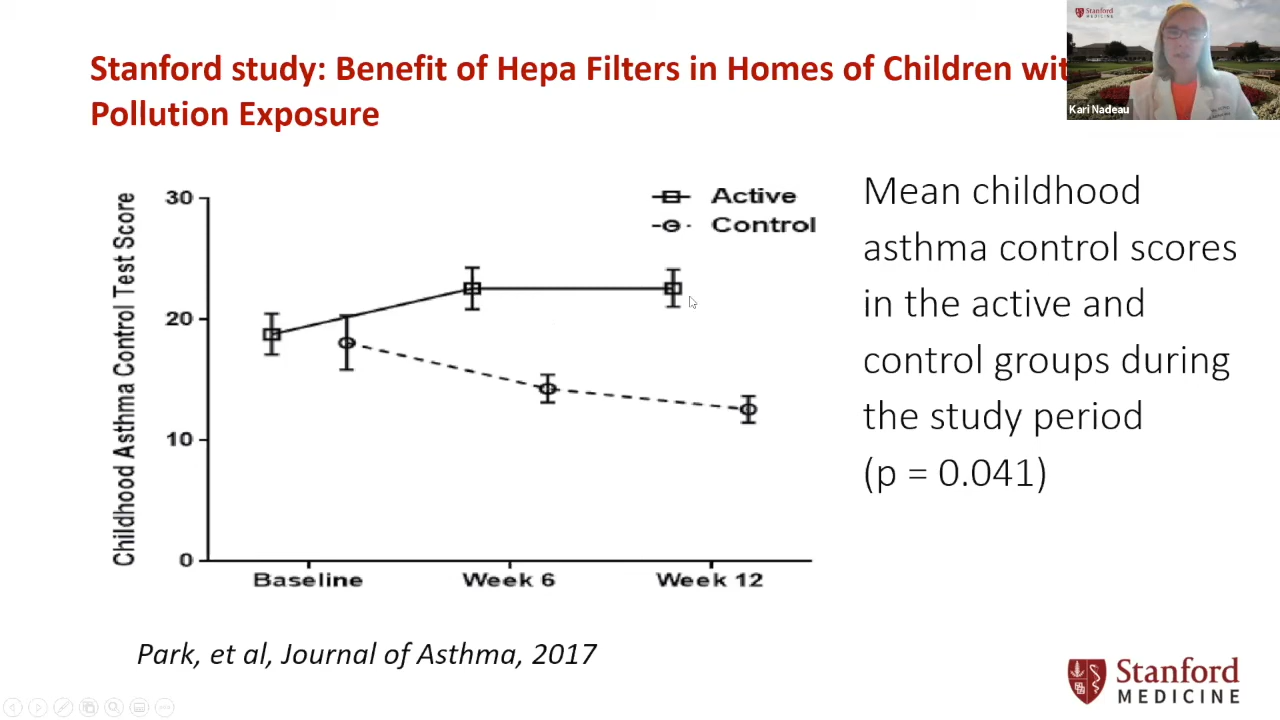 Stanford study: Benefit of Hepa Filters in Homes of Children wit
Pollution Exposure
Stanford
MEDICINE
Kari Nadeau
Childhood Asthma Control Test Score
30
20
10
0
Active
Control
Baseline
Week 6
Week 12
Mean childhood
asthma control scores
in the active and
control groups during
the study period
(p = 0.041)
Park, et al, Journal of Asthma, 2017
Stanford
MEDICINE